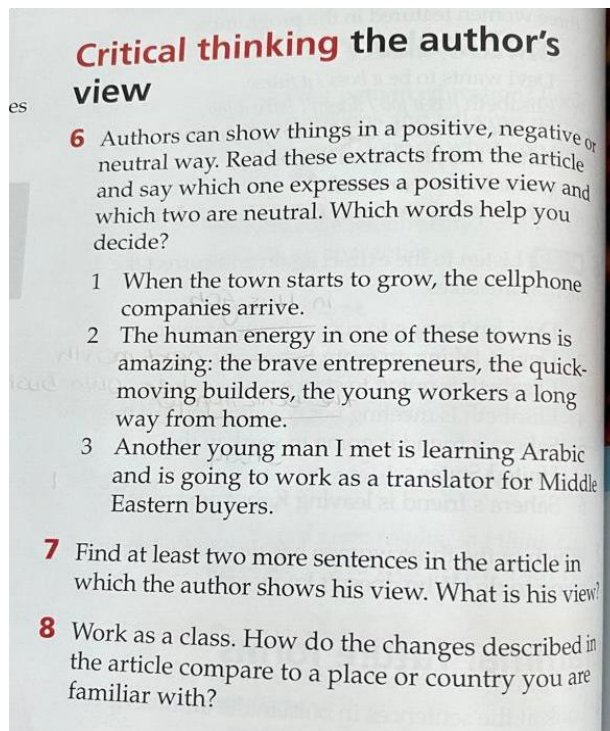 Critical thinking the author's
view
es
6 Authors can show things in a positive, negative or
neutral way. Read these extracts from the article
and say which one expresses a positive view and
which two are neutral. Which words help you
decide?
1 When the town starts to grow, the cellphone
companies arrive.
2 The human energy in one of these towns is
amazing: the brave entrepreneurs, the quick-
moving builders, the young workers a long
way from home.
3 Another young man I met is learning Arabic
and is going to work as a translator for Middle
Eastern buyers.
7 Find at least two more sentences in the article in
which the author shows his view. What is his view?
8 Work as a class. How do the changes described in
the article compare to a place or country you are
familiar with?